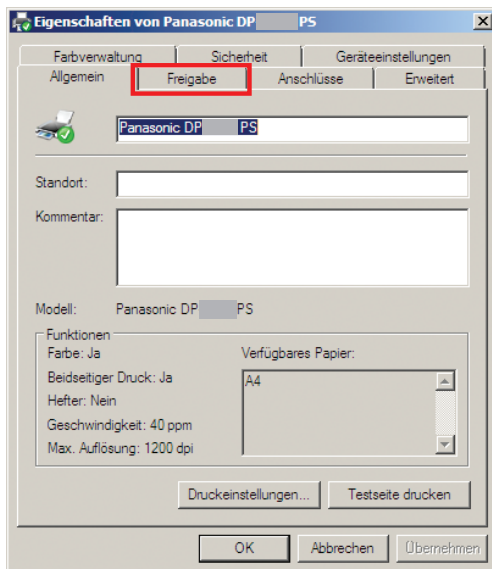 Eigenschaften von Panasonic DP PS
Farbverwaltung Sicherheit Geräteeinstellungen
Allgemein Freigabe Anschlüsse Erweitert
Panasonic DP PS
Standort:
Kommentar:
Modell: Panasonic DP PS
Funktionen
Farbe: Ja Verfügbares Papier:
Beidseitiger Druck: Ja A4
Hefter: Nein
Geschwindigkeit: 40 ppm
Max. Auflösung: 1200 dpi
Druckeinstellungen... Testseite drucken
OK Abbrechen Übernehmen